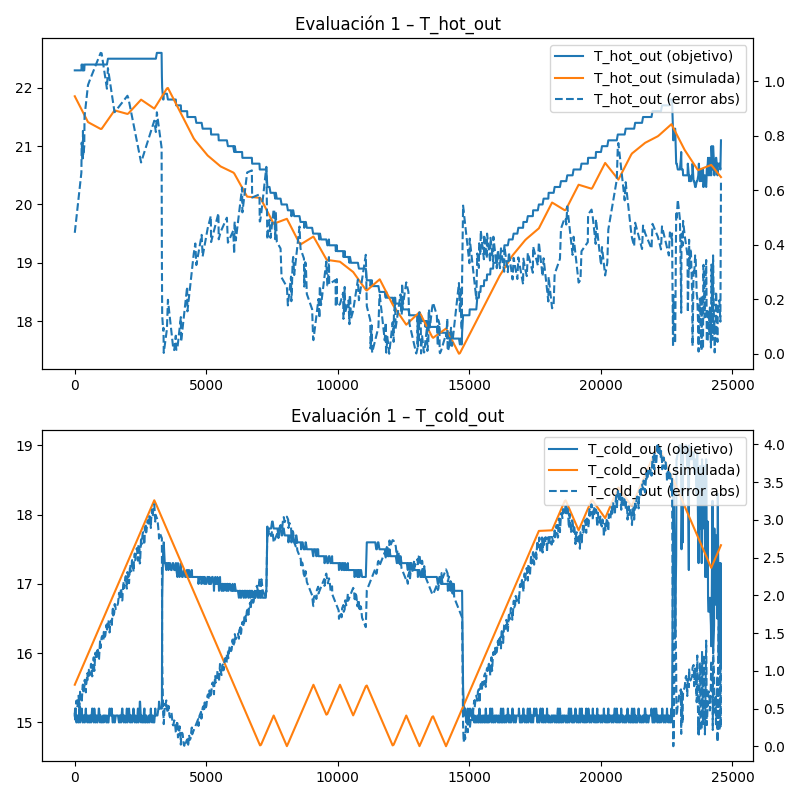 Evaluación 1 – T_hot_out
T_hot_out (objetivo)
T_hot_out (simulada)
T_hot_out (error abs)
22
21
20
19
18
1.0
0.8
0.6
0.4
0.2
0.0
0 5000 10000 15000 20000 25000
Evaluación 1 – T_cold_out
T_cold_out (objetivo)
T_cold_out (simulada)
T_cold_out (error abs)
19
18
17
16
15
4.0
3.5
3.0
2.5
2.0
1.5
1.0
0.5
0.0
0 5000 10000 15000 20000 25000